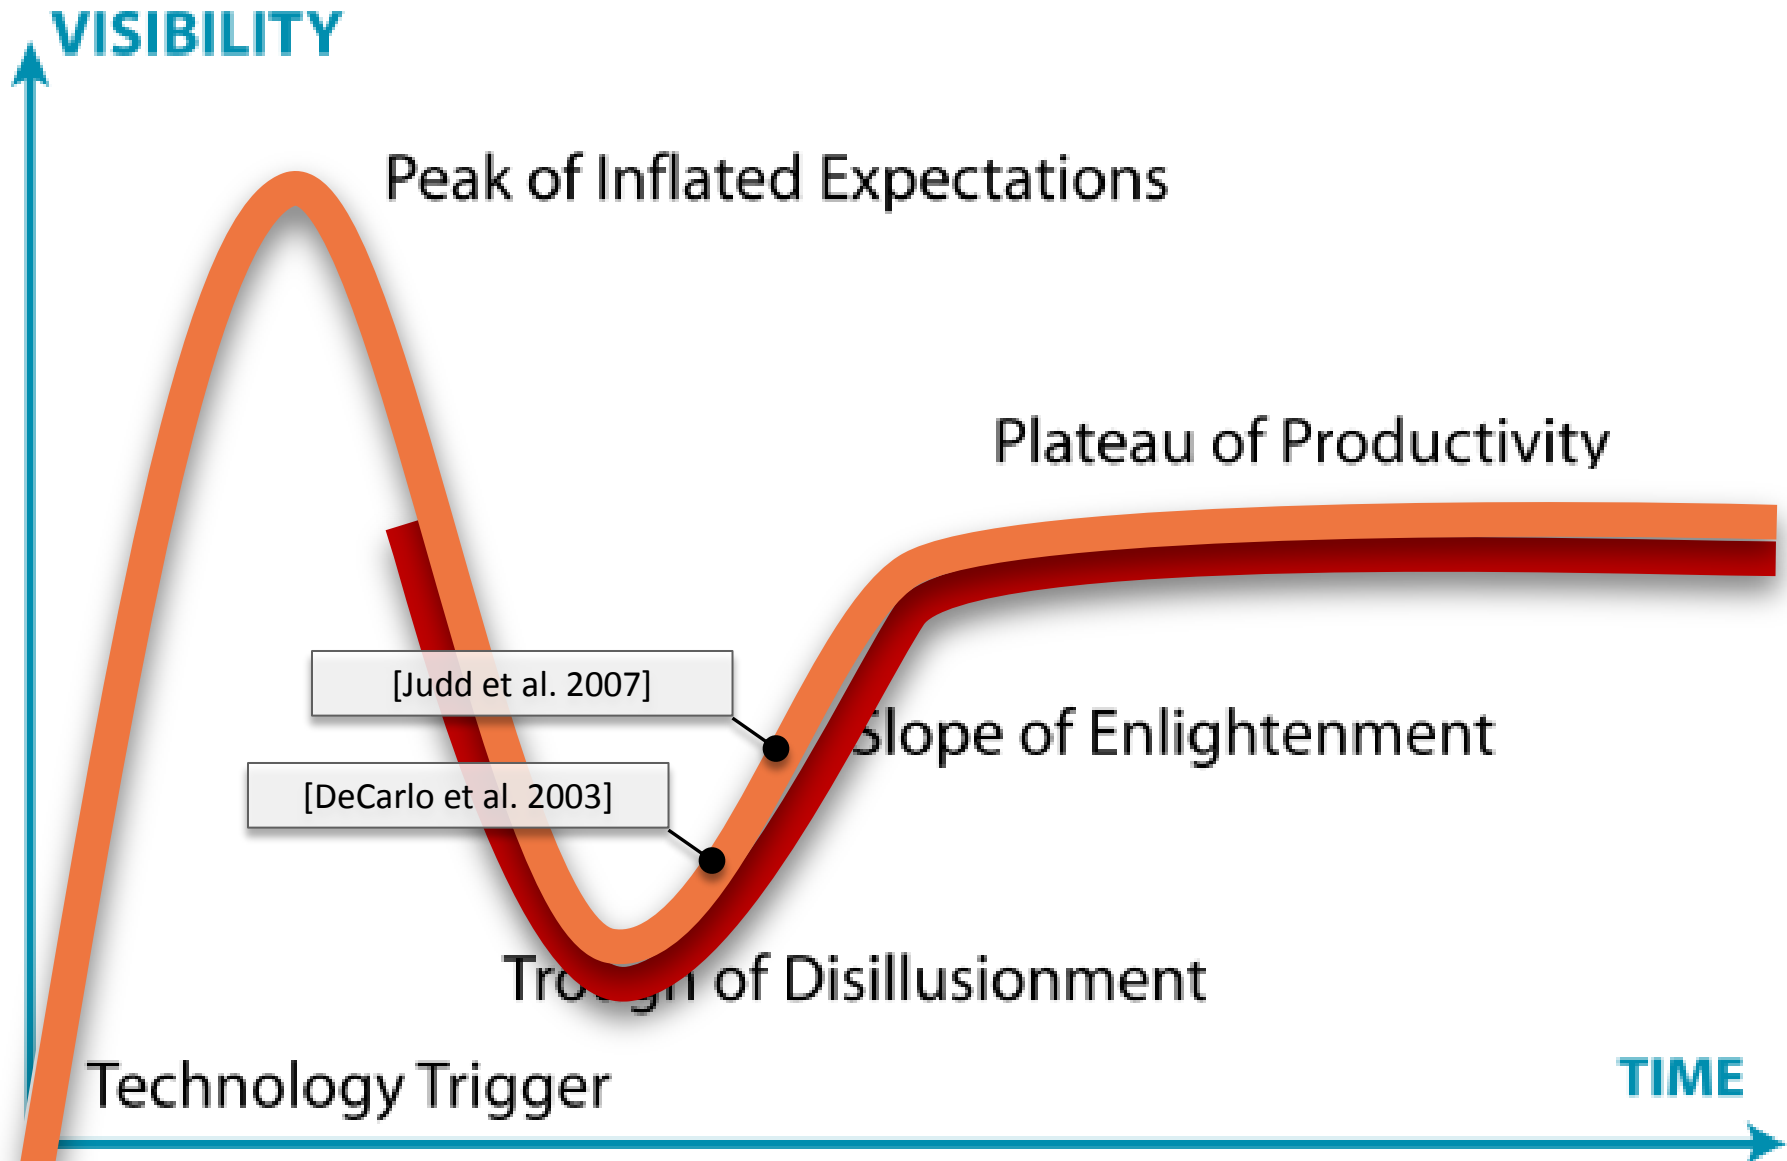 VISIBILITY
Peak of Inflated Expectations
Plateau of Productivity
[Judd et al. 2007]
Slope of Enlightenment
[DeCarlo et al. 2003]
Trough of Disillusionment
Technology Trigger
TIME